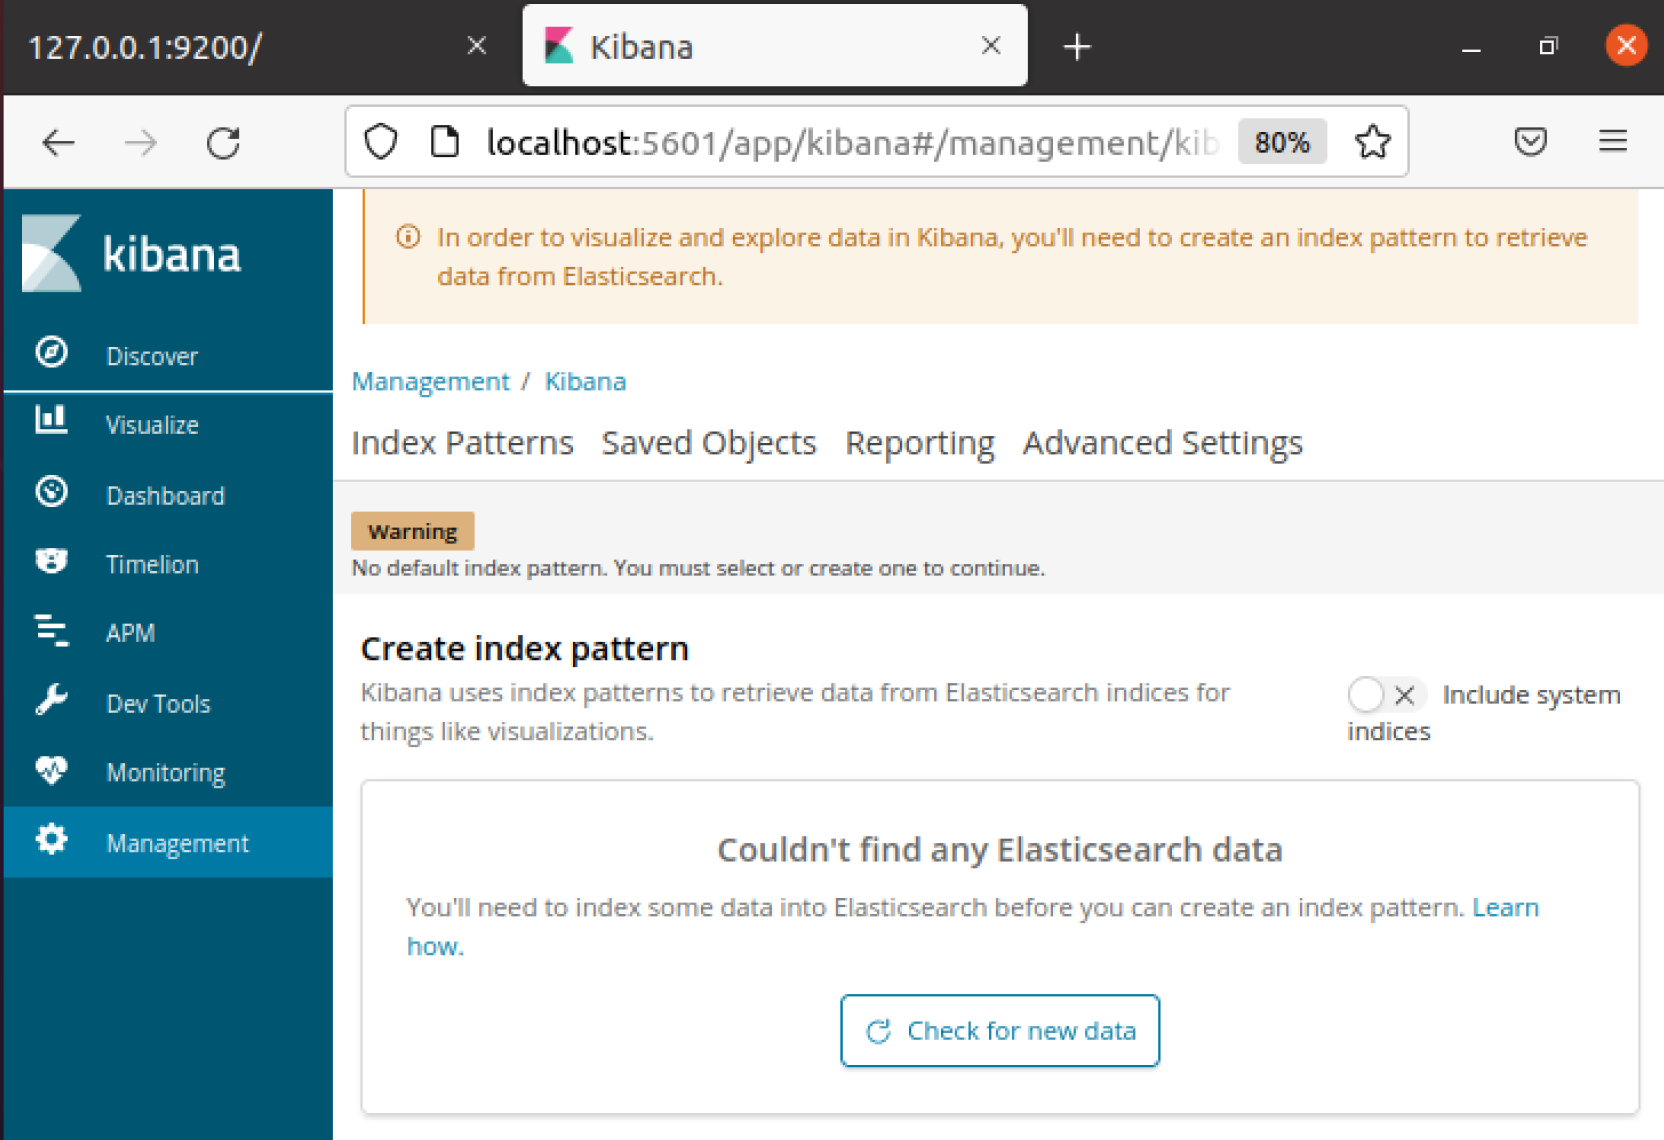 127.0.0.1:9200/
Kibana
localhost:5601/app/kibana#/management/kib
80%
kibana
Discover
Visualize
Dashboard
Timelion
APM
Dev Tools
Monitoring
Management
In order to visualize and explore data in Kibana, you'll need to create an index pattern to retrieve
data from Elasticsearch.
Management / Kibana
Index Patterns Saved Objects Reporting Advanced Settings
Warning
No default index pattern. You must select or create one to continue.
Create index pattern
Kibana uses index patterns to retrieve data from Elasticsearch indices for
things like visualizations.
Include system
indices
Couldn't find any Elasticsearch data
You'll need to index some data into Elasticsearch before you can create an index pattern. Learn
how.
Check for new data